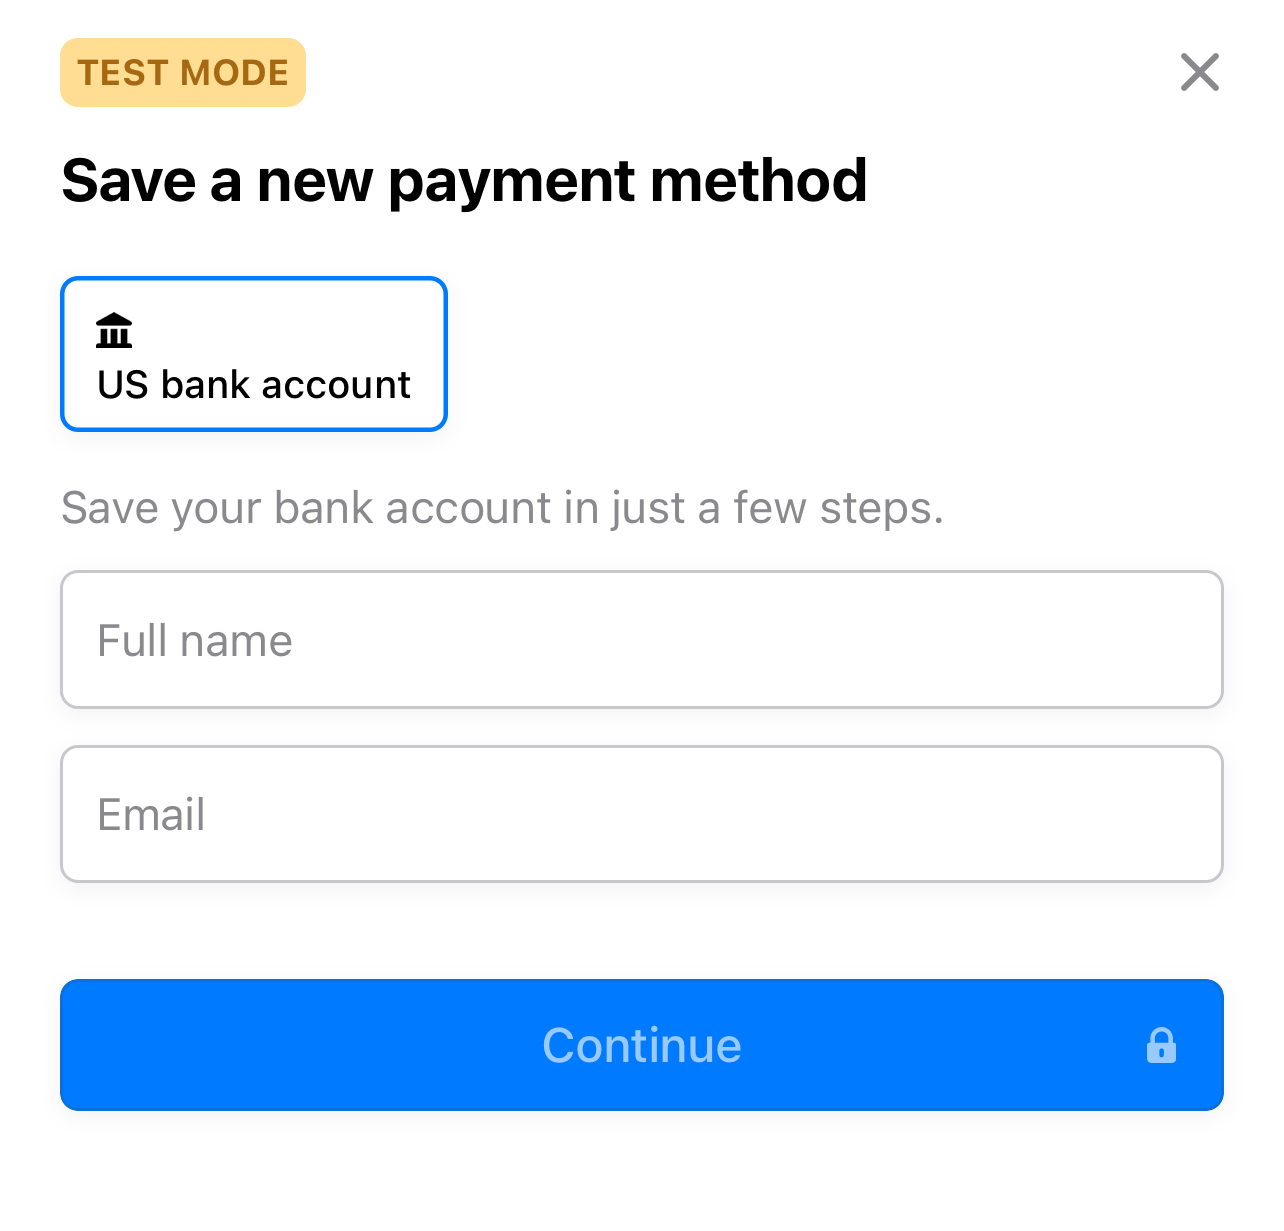 TEST MODE
Save a new payment method
US bank account
Save your bank account in just a few steps.
Full name
Email
Continue